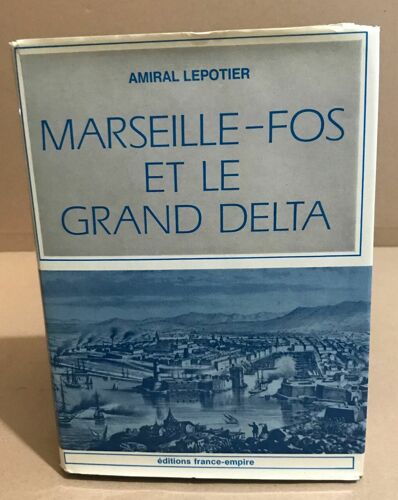 AMIRAL LEPOTIER
MARSEILLE-FOS
ET LE
GRAND DELTA
éditions france-empire